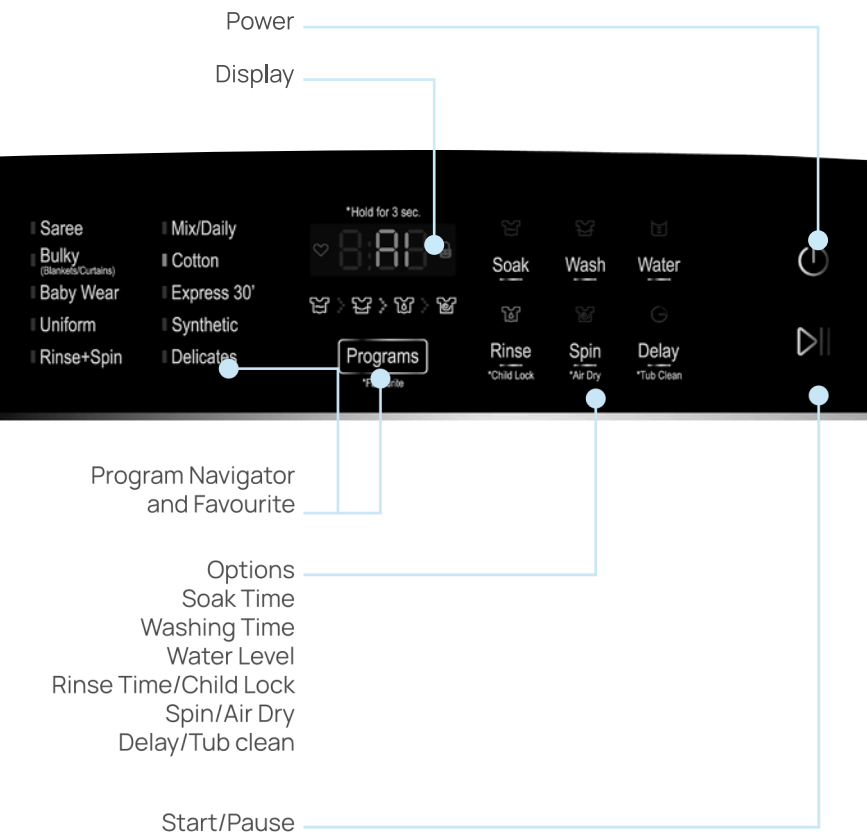 Power
Display
*Hold for 3 sec.
Saree
Mix/Daily
AI
Bulky
(Blankets/Curtains)
Cotton
Soak
Wash
Water
Baby Wear
Express 30'
Uniform
Synthetic
Rinse+Spin
Delicates
Programs
Rinse
Spin
Delay
*Favourite
*Child Lock
*Air Dry
*Tub Clean
Program Navigator
and Favourite
Options
Soak Time
Washing Time
Water Level
Rinse Time/Child Lock
Spin/Air Dry
Delay/Tub clean
Start/Pause